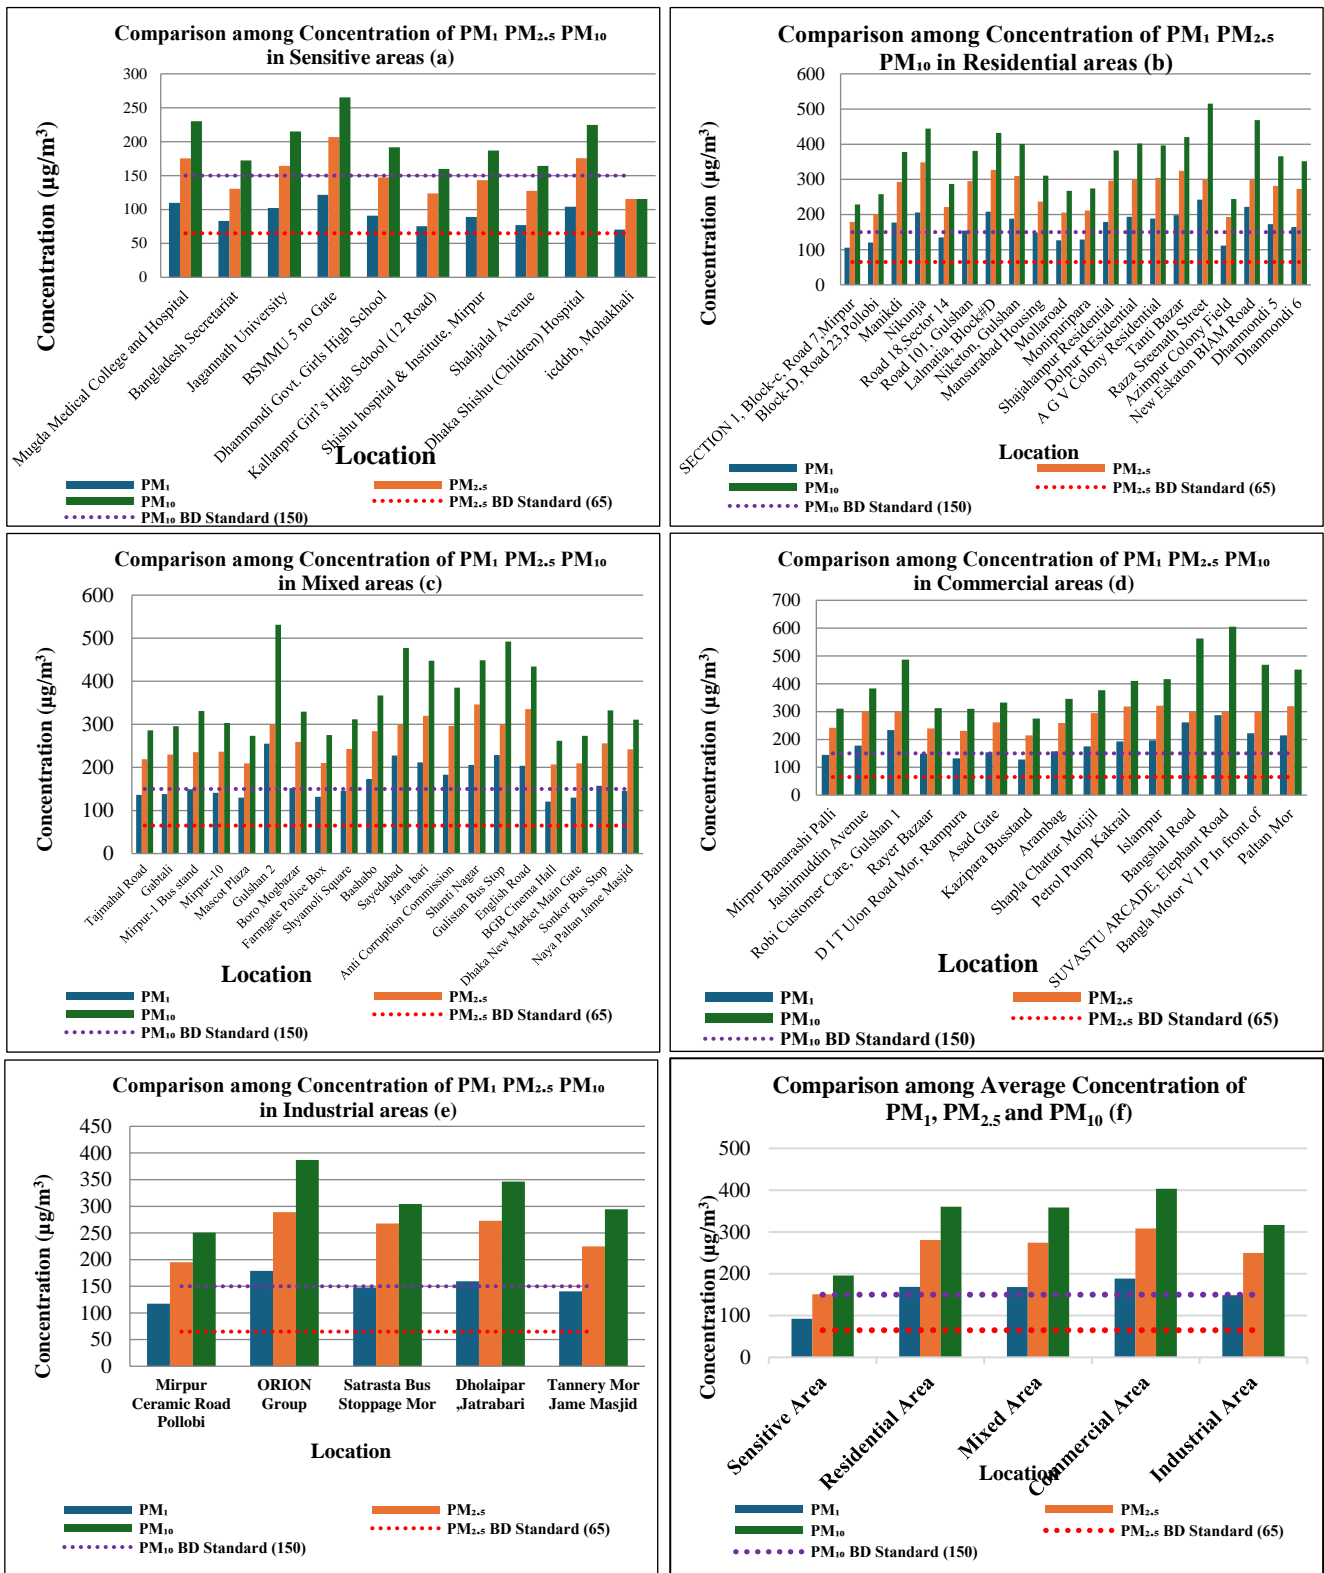 Comparison among Concentration of PM₁ PM₂.₅ PM₁₀
in Sensitive areas (a)
Concentration (µg/m³)
300
250
200
150
100
50
0
Mugda Medical College and Hospital
Bangladesh Secretariat
Jagannath University
BSMMU 5 no Gate
Dhanmondi Govt. Girls High School
Kallanpur Girl's High School (12 Road)
Shishu hospital & Institute, Mirpur
Shahjalal Avenue
Dhaka Shishu (Children) Hospital
icddrb, Mohakhali
Location
PM₁
PM₂.₅
PM₁₀
PM₂.₅ BD Standard (65)
PM₁₀ BD Standard (150)
Comparison among Concentration of PM₁ PM₂.₅
PM₁₀ in Residential areas (b)
Concentration (µg/m³)
600
500
400
300
200
100
0
SECTION 1, Block-c, Road 7,Mirpur
Block-D, Road 23,Pollobi
Manikdi
Nikunja
Road 18,Sector 14
Road 101, Gulshan
Lalmatia, Block#D
Niketon, Gulshan
Mansurabad Housing
Mollaroad
Monipuripara
Shajahanpur Residential
Dolpur REsidential
A G V Colony Residential
Tanti Bazar
Raza Sreenath Street
Azimpur Colony Field
New Eskaton BIAM Road
Dhanmondi 5
Dhanmondi 6
Location
PM₁
PM₂.₅
PM₁₀
PM₂.₅ BD Standard (65)
PM₁₀ BD Standard (150)
Comparison among Concentration of PM₁ PM₂.₅ PM₁₀
in Mixed areas (c)
Concentration (µg/m³)
600
500
400
300
200
100
0
Tajmahal Road
Gabtali
Mirpur-1 Bus stand
Mirpur-10
Mascot Plaza
Gulshan 2
Boro Mogbazar
Farmgate Police Box
Shyamoli Square
Bashabo
Sayedabad
Jatra bari
Anti Corruption Commission
Shanti Nagar
Gulistan Bus Stop
English Road
BGB Cinema Hall
Dhaka New Market Main Gate
Sonkor Bus Stop
Naya Paltan Jame Masjid
Location
PM₁
PM₂.₅
PM₁₀
PM₂.₅ BD Standard (65)
PM₁₀ BD Standard (150)
Comparison among Concentration of PM₁ PM₂.₅ PM₁₀
in Commercial areas (d)
Concentration (µg/m³)
700
600
500
400
300
200
100
0
Mirpur Banarashi Palli
Jashimuddin Avenue
Robi Customer Care, Gulshan 1
Rayer Bazaar
D I T Ulon Road Mor, Rampura
Asad Gate
Kazipara Busstand
Arambag
Shapla Chattar Motijil
Petrol Pump Kakrail
Islampur
Bangshal Road
SUVASTU ARCADE, Elephant Road
Bangla Motor V I P In front of
Paltan Mor
Location
PM₁
PM₂.₅
PM₁₀
PM₂.₅ BD Standard (65)
PM₁₀ BD Standard (150)
Comparison among Concentration of PM₁ PM₂.₅ PM₁₀
in Industrial areas (e)
Concentration (µg/m³)
450
400
350
300
250
200
150
100
50
0
Mirpur
Ceramic Road
Pollobi
ORION
Group
Satrasta Bus
Stoppage Mor
Dholaipar
,Jatrabari
Tannery Mor
Jame Masjid
Location
PM₁
PM₂.₅
PM₁₀
PM₂.₅ BD Standard (65)
PM₁₀ BD Standard (150)
Comparison among Average Concentration of
PM₁, PM₂.₅ and PM₁₀ (f)
Concentration (µg/m³)
500
400
300
200
100
0
Sensitive Area
Residential Area
Mixed Area
Commercial Area
Industrial Area
Location
PM₁
PM₂.₅
PM₁₀
PM₂.₅ BD Standard (65)
PM₁₀ BD Standard (150)